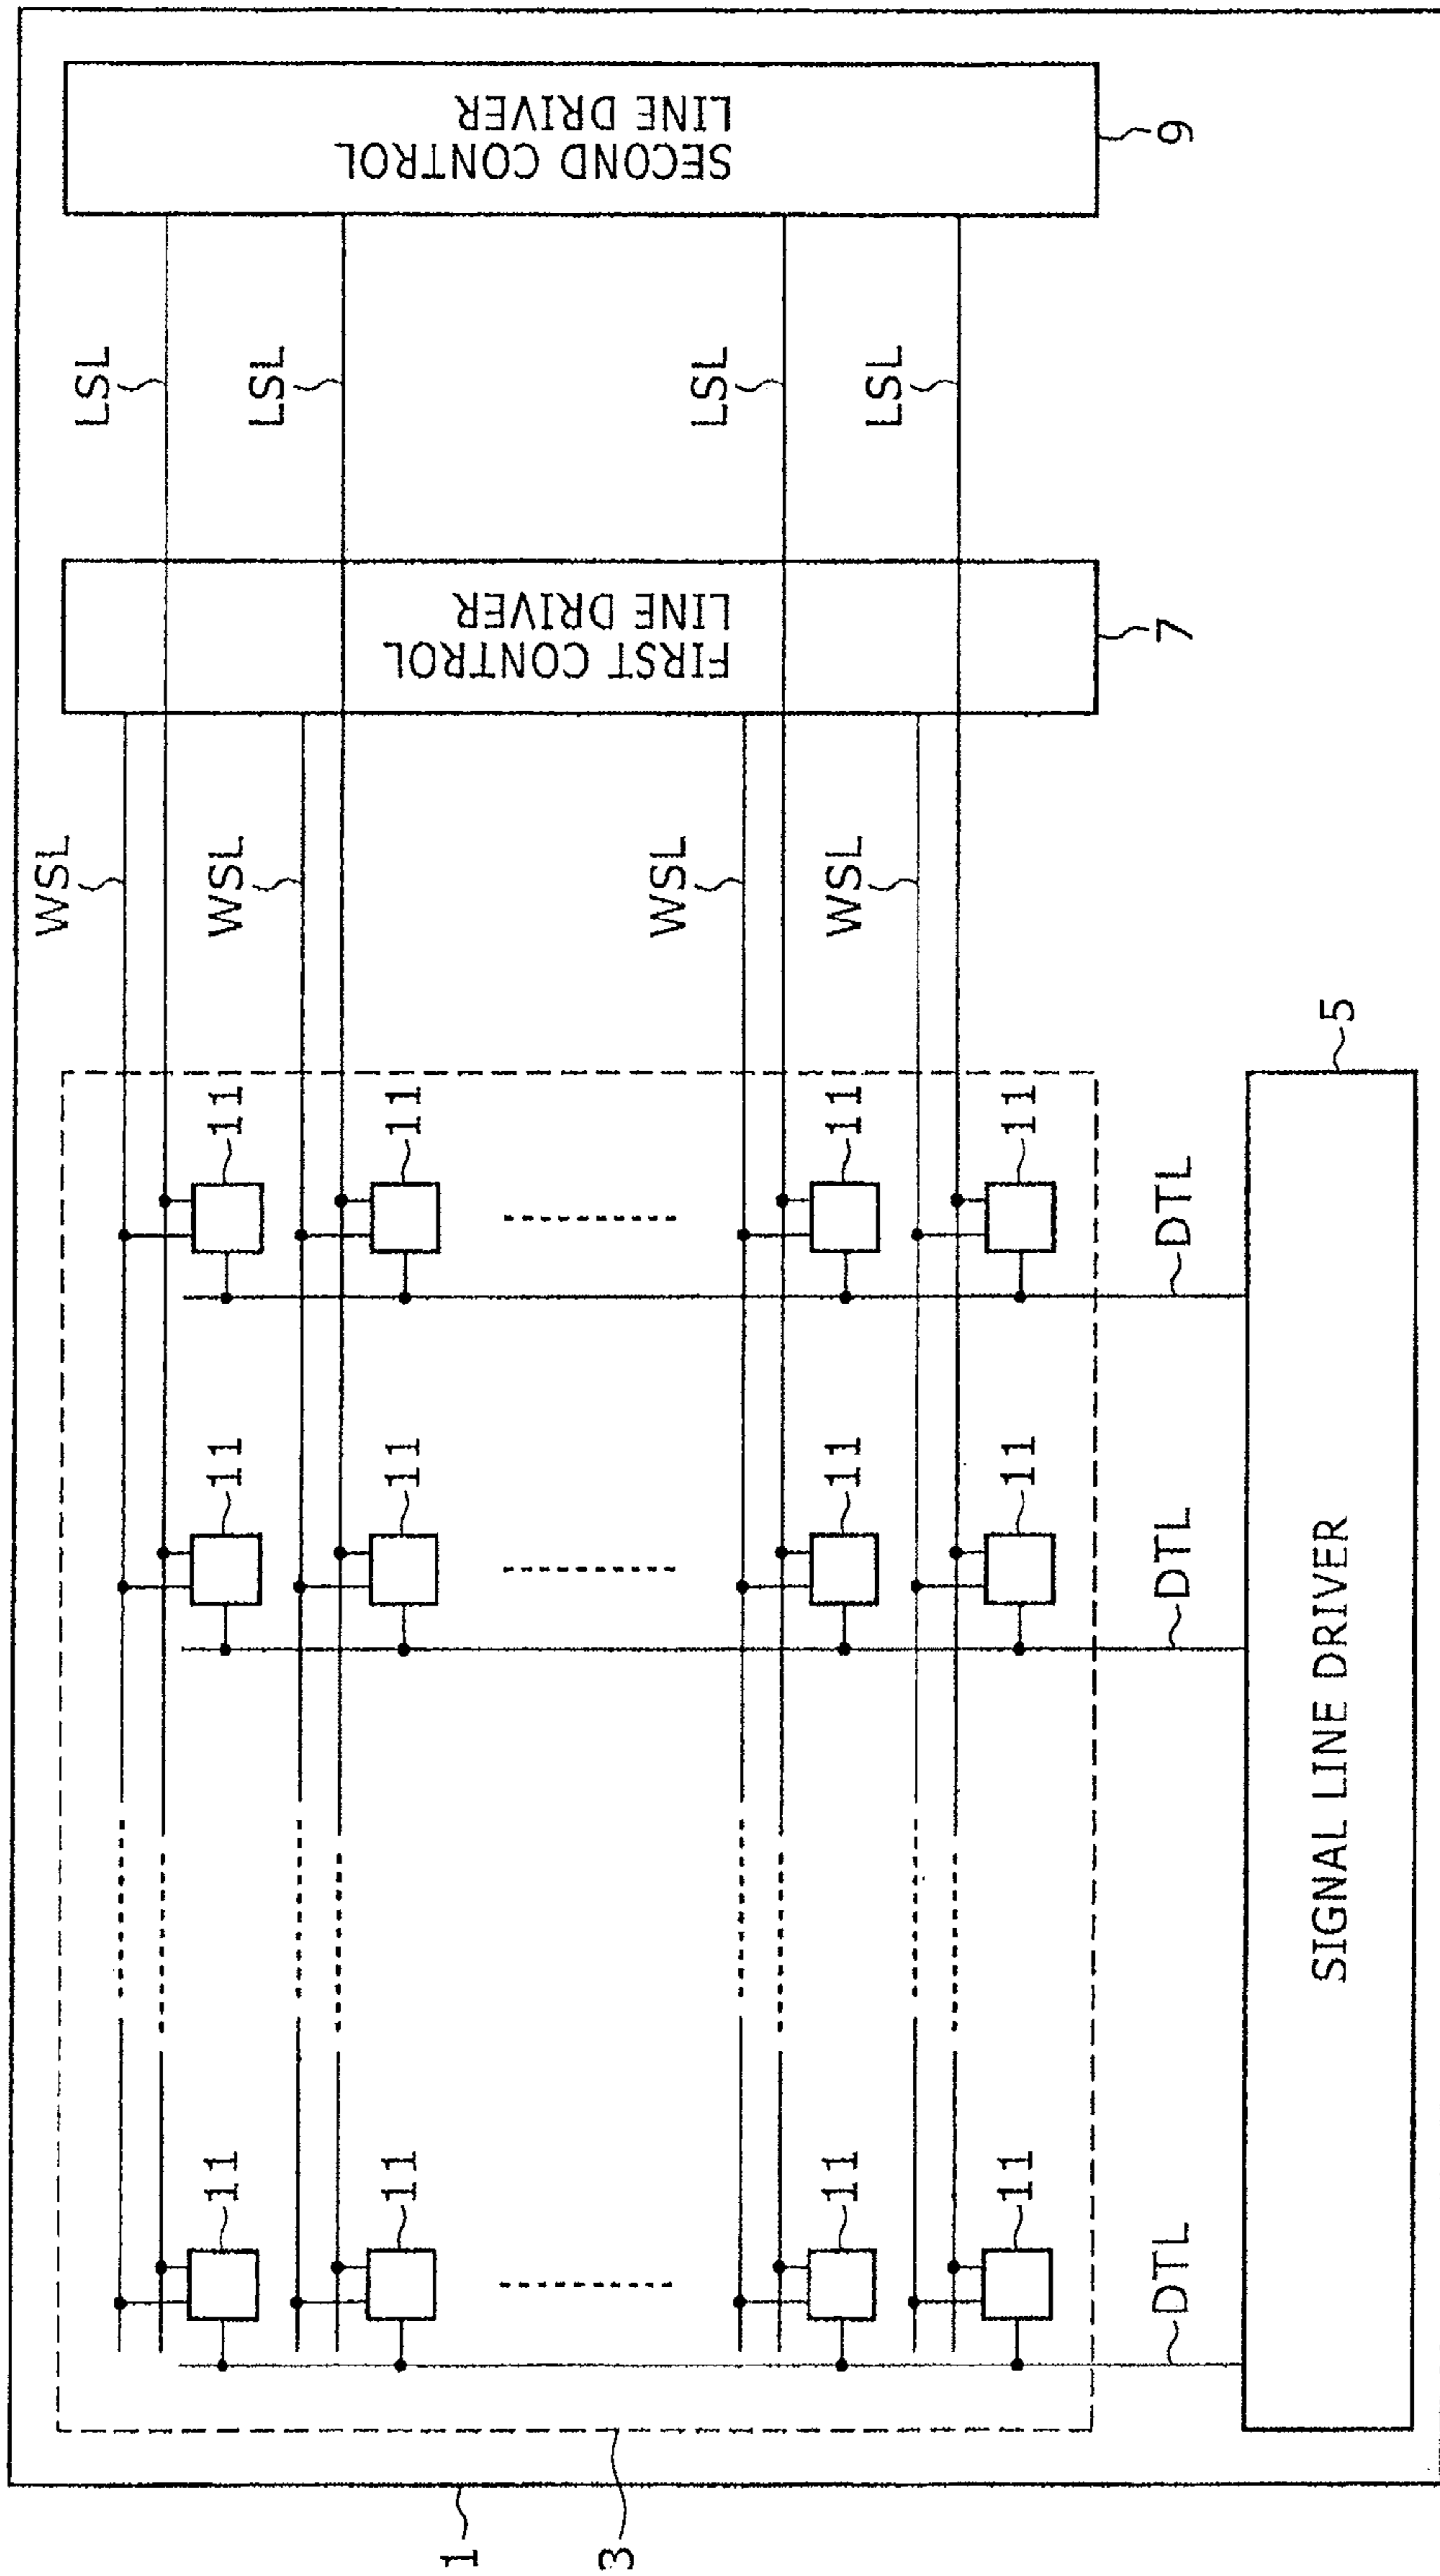 WSL
LSL
11 11 11
WSL
LSL
11 11 11
1
3
FIRST CONTROL
LINE DRIVER
SECOND CONTROL
LINE DRIVER
WSL
LSL
11 11 11
WSL
LSL
11 11 11
DTL DTL DTL
7
9
5
SIGNAL LINE DRIVER